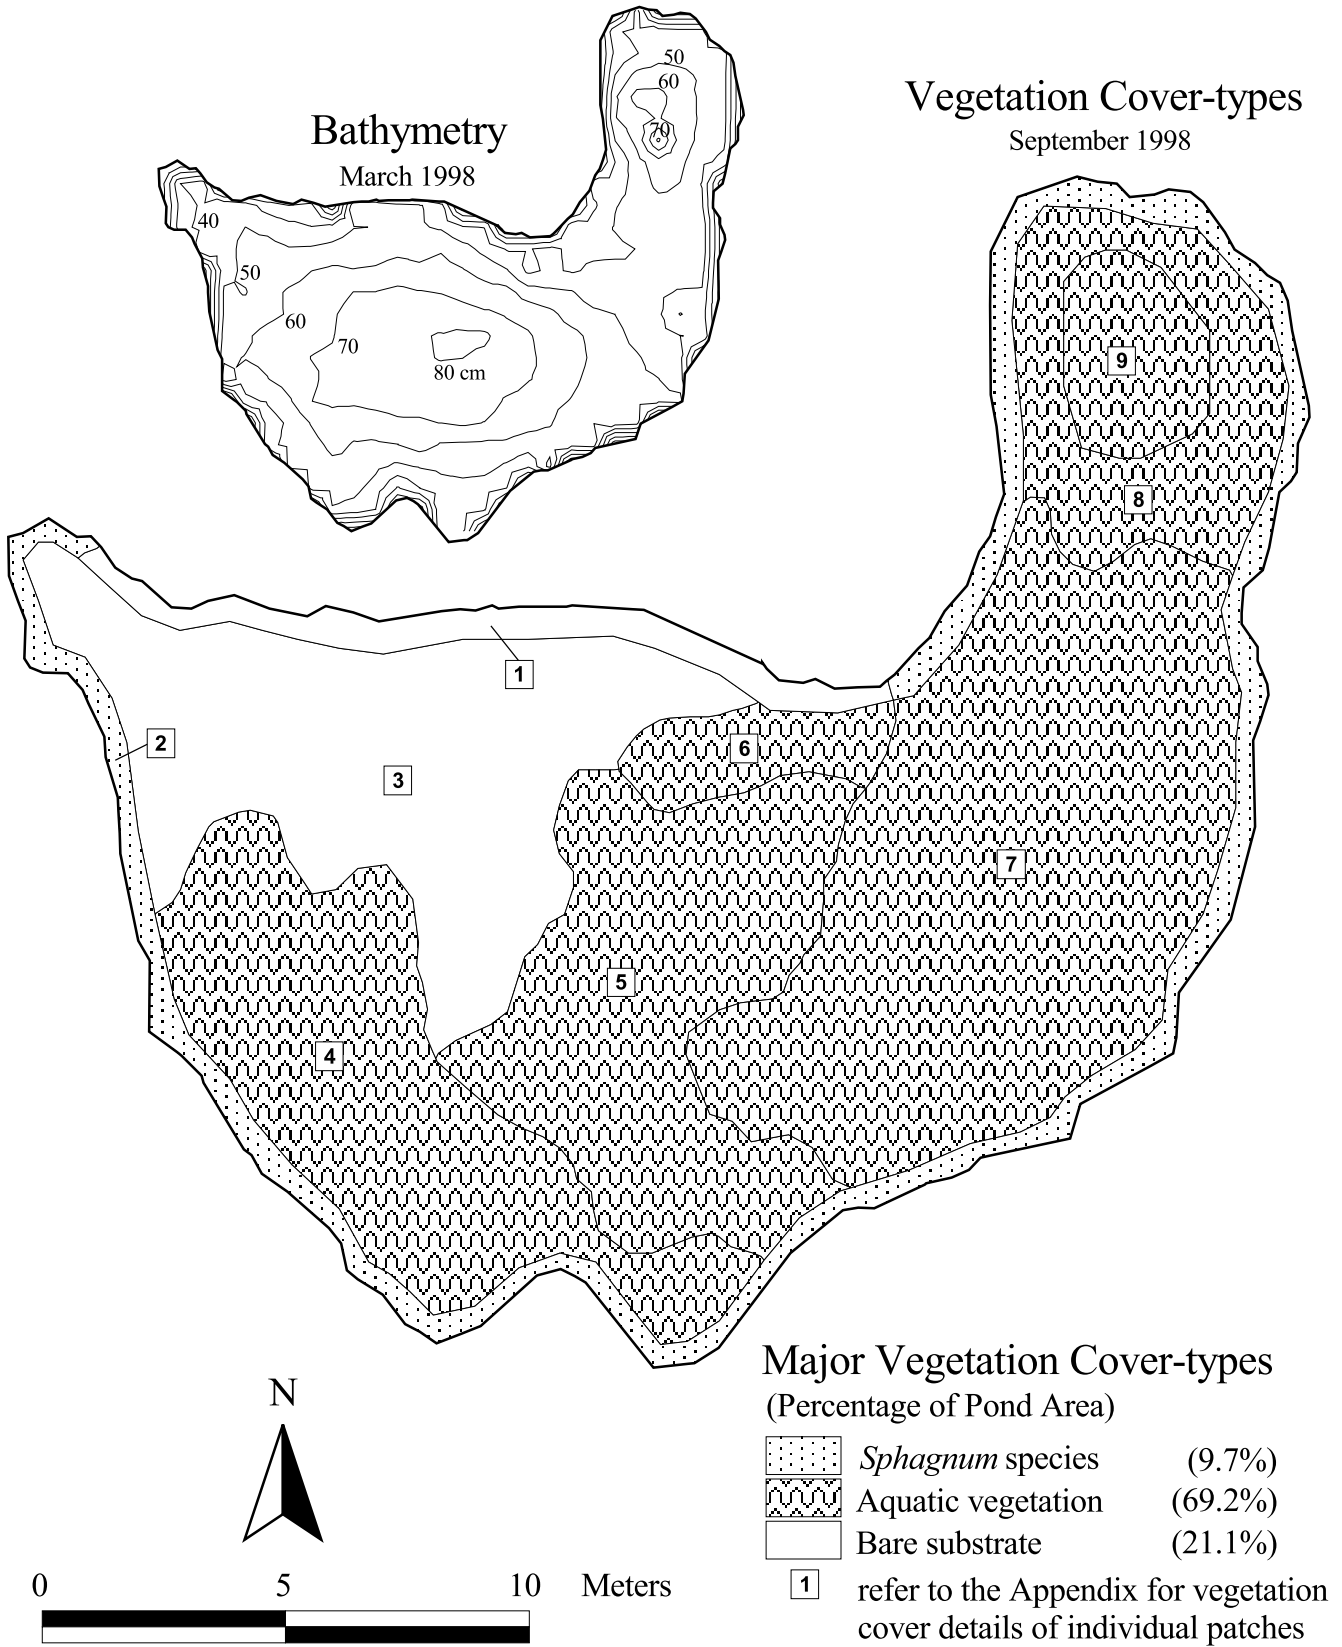 Bathymetry
March 1998
50
60
70
40
50
60
70
80 cm
Vegetation Cover-types
September 1998
9
8
1
2
3
6
7
5
4
Major Vegetation Cover-types
(Percentage of Pond Area)
Sphagnum species (9.7%)
Aquatic vegetation (69.2%)
Bare substrate (21.1%)
1 refer to the Appendix for vegetation
cover details of individual patches
N
0 5 10 Meters